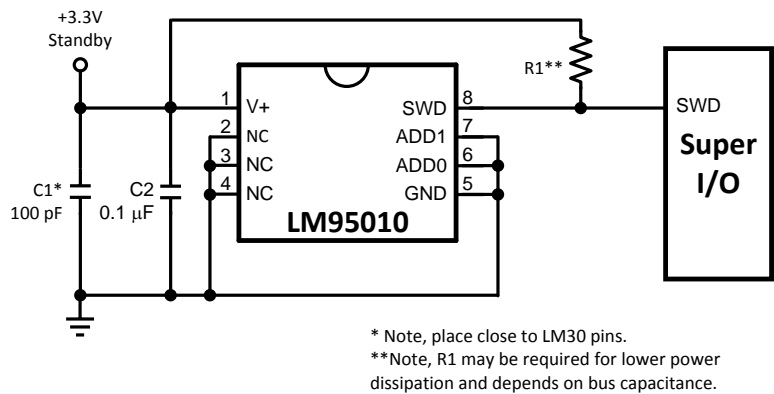 +3.3V
Standby
R1**
1
V+
SWD
8
SWD
2
NC
ADD1
7
Super
I/O
3
NC
ADD0
6
4
NC
GND
5
C1*
100 pF
C2
0.1 μF
LM95010
* Note, place close to LM30 pins.
**Note, R1 may be required for lower power
dissipation and depends on bus capacitance.